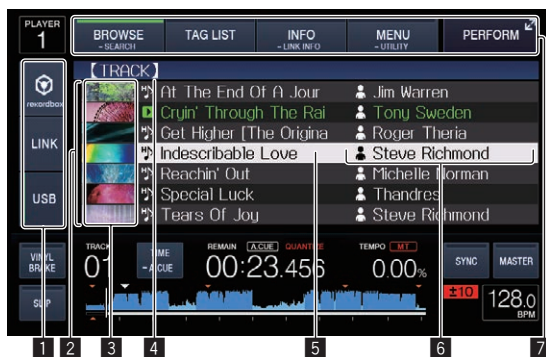 PLAYER
1
BROWSE
- SEARCH
TAG LIST
INFO
- LINK INFO
MENU
- UTILITY
PERFORM
rekordbox
LINK
USB
【TRACK】
At The End Of A Jour
Jim Warren
Cryin' Through The Rai
Tony Sweden
Get Higher [The Origina
Roger Theria
Indescribable Love
Steve Richmond
Reachin' Out
Michelle Norman
Special Luck
Thandres
Tears Of Joy
Steve Richmond
VINYL
BRAKE
SLIP
TRACK
01
TIME
- A.CUE
REMAIN A.CUE QUANTIZE
00:23.456
TEMPO MT
0.00%
±10
SYNC
MASTER
128.0
BPM
1 2 3 4 5 6 7